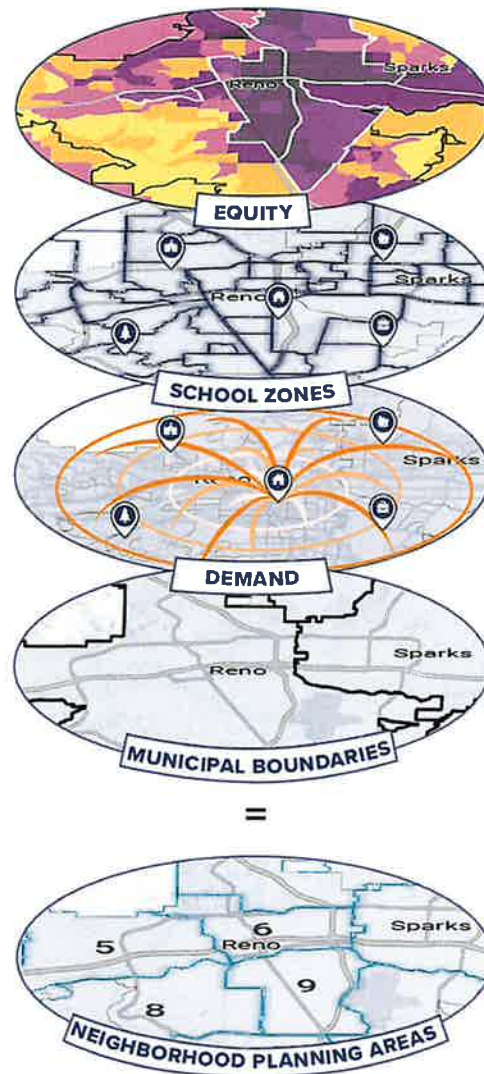 Reno
Sparks
EQUITY
Reno
Sparks
SCHOOL ZONES
Reno
Sparks
DEMAND
Reno
Sparks
MUNICIPAL BOUNDARIES
=
5
6
Reno
Sparks
8
9
NEIGHBORHOOD PLANNING AREAS